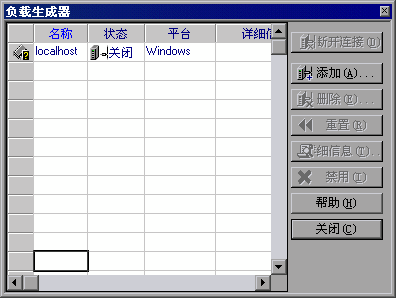 负载生成器
名称 状态 平台 详细信
localhost 关闭 Windows
断开连接(D)
添加(A)...
删除(E)...
重置(R)
详细信息(T)...
禁用(I)
帮助(H)
关闭(C)